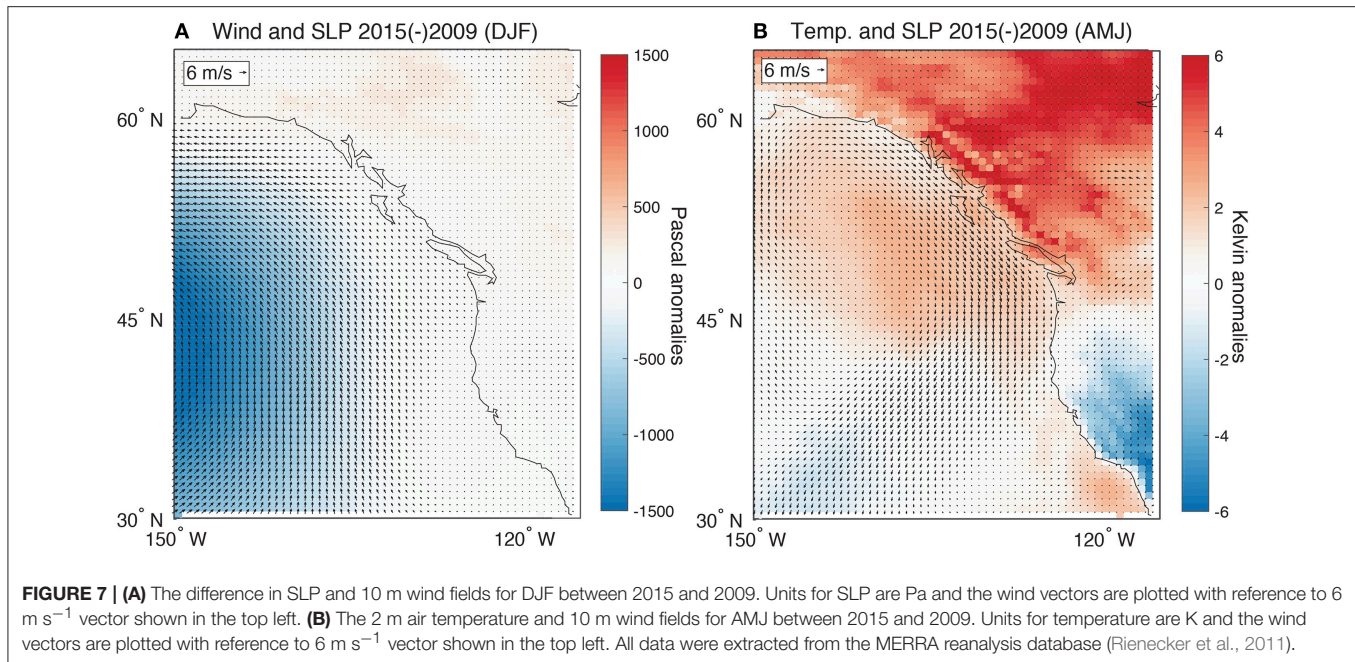 A Wind and SLP 2015(-)2009 (DJF)
6 m/s
60° N
45° N
30° N
150° W
120° W
1500
1000
500
0
-500
-1000
-1500
Pascal anomalies
B Temp. and SLP 2015(-)2009 (AMJ)
6 m/s
60° N
45° N
30° N
150° W
120° W
6
4
2
0
-2
-4
-6
Kelvin anomalies
FIGURE 7 | (A) The difference in SLP and 10 m wind fields for DJF between 2015 and 2009. Units for SLP are Pa and the wind vectors are plotted with reference to 6
m s−1 vector shown in the top left. (B) The 2 m air temperature and 10 m wind fields for AMJ between 2015 and 2009. Units for temperature are K and the wind
vectors are plotted with reference to 6 m s−1 vector shown in the top left. All data were extracted from the MERRA reanalysis database (Rienecker et al., 2011).